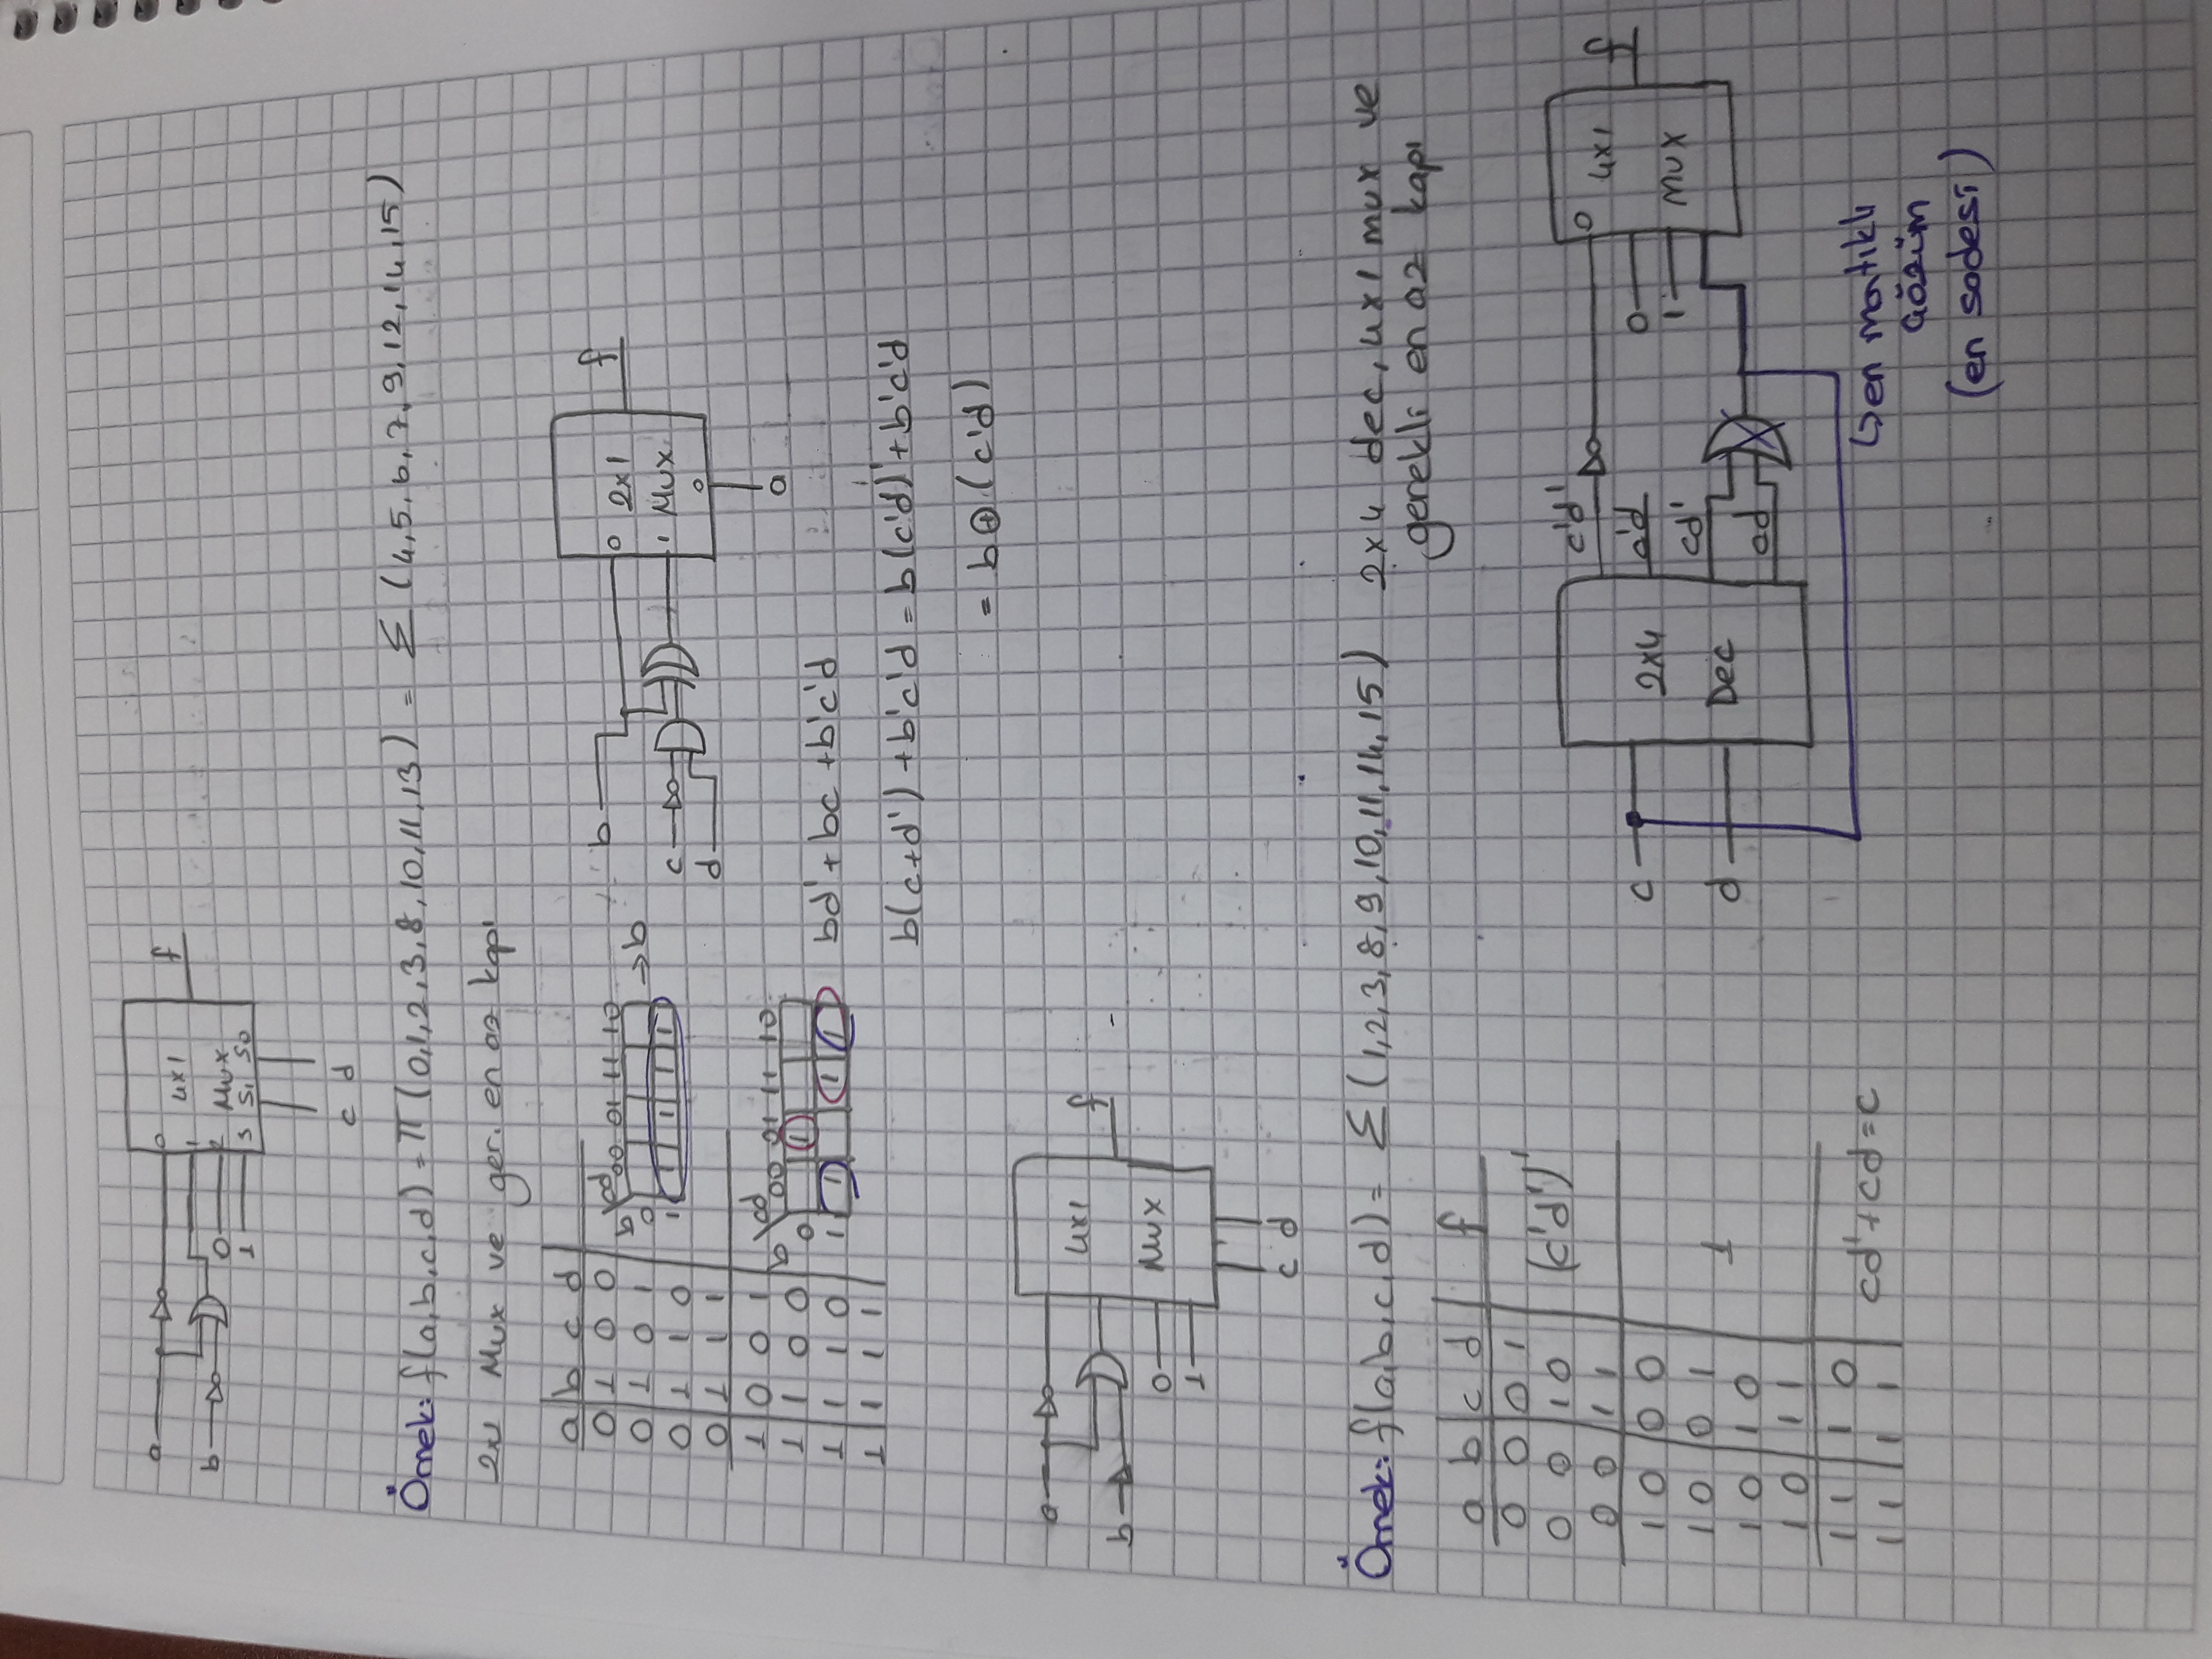 a
b
0
1
0
1
2
3
4x1
Mux
S1 S0
f
c d
Örnek: f(a,b,c,d) = π (0,1,2,3,8,10,11,13) = Σ (4,5,6,7,9,12,14,15)
2x1 Mux ve ger. en az kapı
a b c d
0 1 0 0
0 1 0 1
0 1 1 0
0 1 1 1
1 0 0 1
1 1 0 0
1 1 1 0
1 1 1 1
b\cd 00 01 11 10
0
1 1 1 1 1
→b
b\cd 00 01 11 10
0 1
1 1 1 1
b
c
d
0 2x1
1 Mux
0
f
a
bd' + bc + b'c'd
b(c+d') + b'c'd = b(c'd)' + b'c'd
= b⊕(c'd)
a
b
0
1
4x1
Mux
f
c d
Örnek: f(a,b,c,d) = Σ (1,2,3,8,9,10,11,14,15) 2x4 dec, 4x1 mux ve
gerekli en az kapı
a b c d f
0 0 0 1
0 0 1 0 (c'd')'
0 0 1 1
1 0 0 0
1 0 0 1
1 0 1 0 1
1 0 1 1
1 1 1 0
1 1 1 1 cd'+cd=c
c
d
2x4
Dec
c'd'
c'd
cd'
cd
0
0
1
4x1
Mux
f
↳en mantıklı
çözüm
(en sadesi)